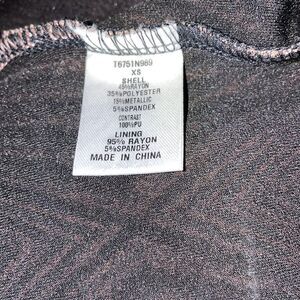 T6751N989
XS
SHELL
45%RAYON
35%POLYESTER
15%METALLIC
5%SPANDEX
CONTRAST
100%PU
LINING
95% RAYON
5%SPANDEX
MADE IN CHINA